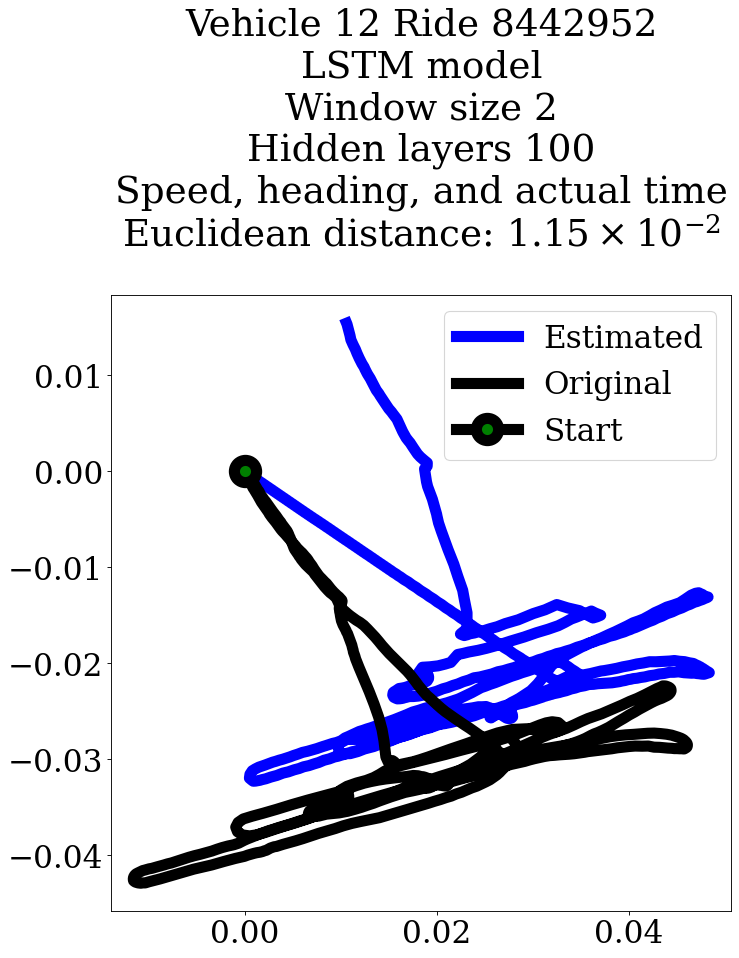 Vehicle 12 Ride 8442952
LSTM model
Window size 2
Hidden layers 100
Speed, heading, and actual time
Euclidean distance: 1.15 × 10⁻²
Estimated
Original
Start
0.01
0.00
−0.01
−0.02
−0.03
−0.04
0.00 0.02 0.04